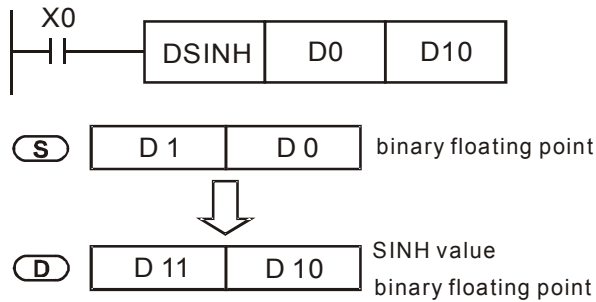 X0
DSINH D0 D10
S D 1 D 0 binary floating point
D D 11 D 10 SINH value
binary floating point